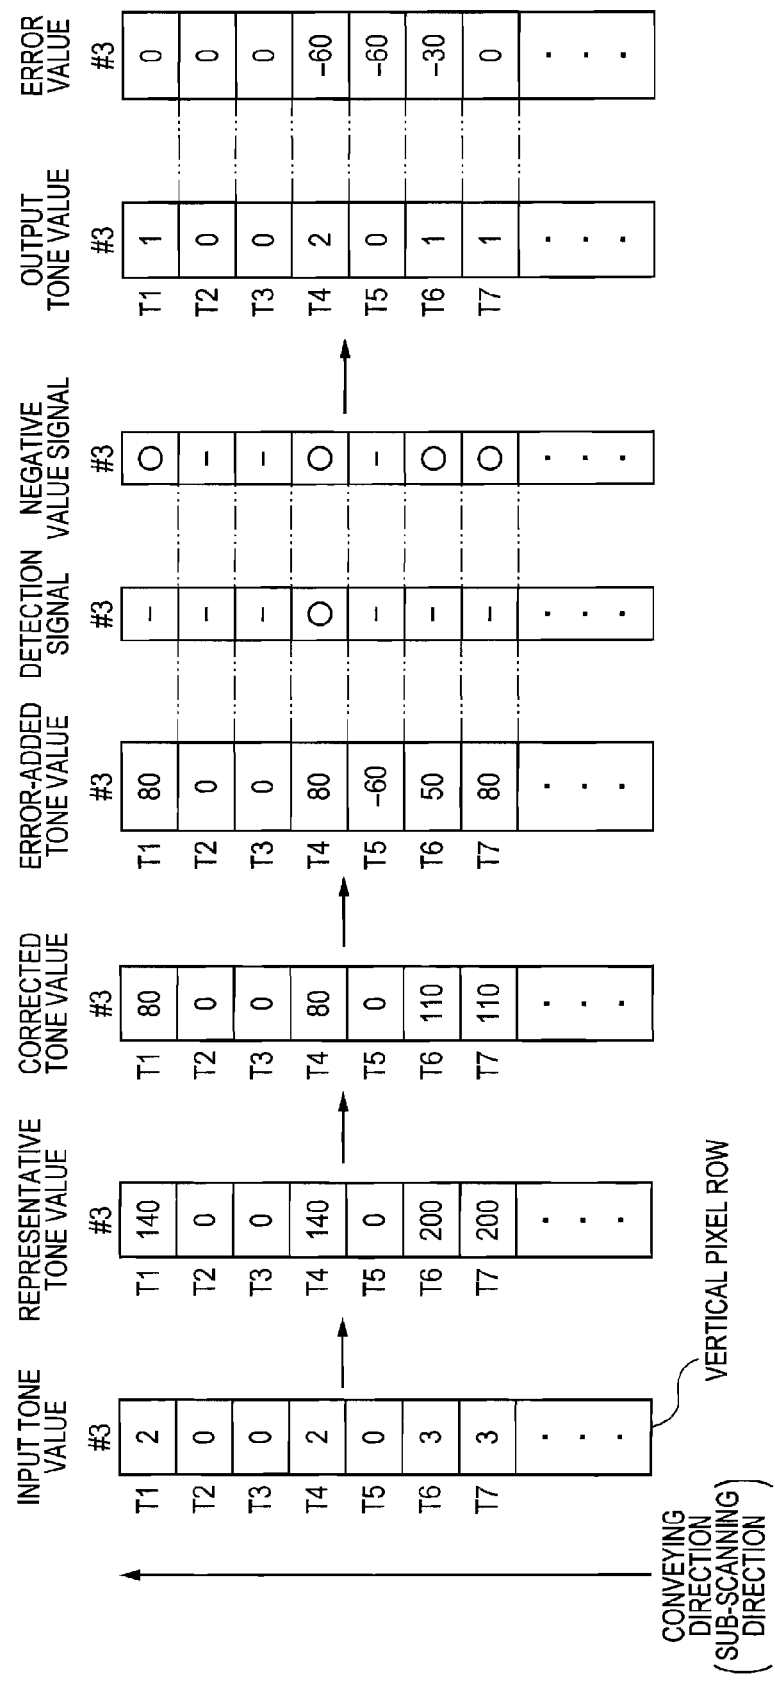 INPUT TONE
VALUE
#3
T1 2
T2 0
T3 0
T4 2
T5 0
T6 3
T7 3
· · ·
VERTICAL PIXEL ROW
CONVEYING
DIRECTION
(SUB-SCANNING
DIRECTION)
REPRESENTATIVE
TONE VALUE
#3
T1 140
T2 0
T3 0
T4 140
T5 0
T6 200
T7 200
· · ·
CORRECTED
TONE VALUE
#3
T1 80
T2 0
T3 0
T4 80
T5 0
T6 110
T7 110
· · ·
ERROR-ADDED
TONE VALUE
#3
T1 80
T2 0
T3 0
T4 80
T5 -60
T6 50
T7 80
· · ·
DETECTION
SIGNAL
#3
–
–
–
○
–
–
–
· · ·
NEGATIVE
VALUE SIGNAL
#3
○
–
–
○
–
○
○
· · ·
OUTPUT
TONE VALUE
#3
T1 1
T2 0
T3 0
T4 2
T5 0
T6 1
T7 1
· · ·
ERROR
VALUE
#3
0
0
0
-60
-60
-30
0
· · ·